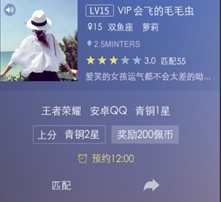 LV15 VIP 会飞的毛毛虫
♀15 双鱼座 萝莉
2.5MINTERS
3.0 匹配55
爱笑的女孩运气都不会太差的呦...
王者荣耀 安卓QQ 青铜1星
上分 青铜2星 奖励200佩币
预约12:00
匹配